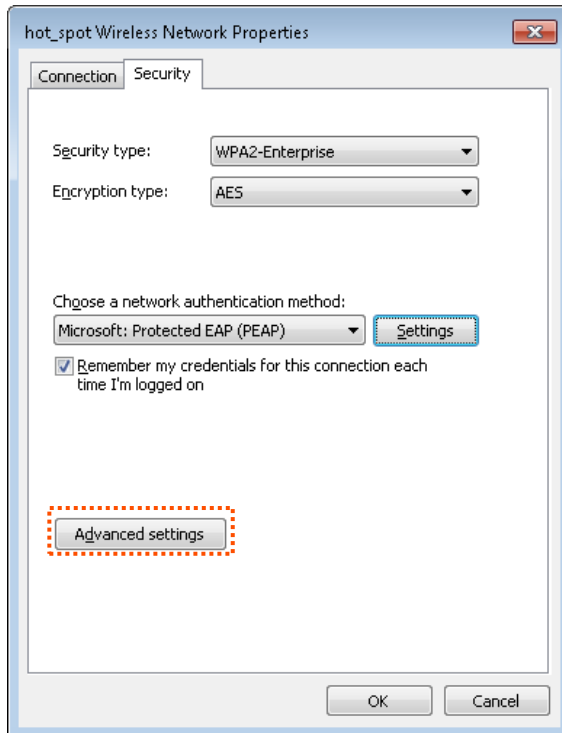 hot_spot Wireless Network Properties
Connection
Security
Security type:
WPA2-Enterprise
Encryption type:
AES
Choose a network authentication method:
Microsoft: Protected EAP (PEAP)
Settings
Remember my credentials for this connection each
time I'm logged on
Advanced settings
OK
Cancel